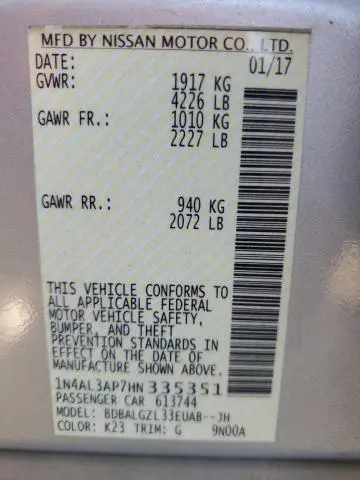 MFD BY NISSAN MOTOR CO., LTD.
DATE: 01/17
GVWR: 1917 KG
4226 LB
GAWR FR.: 1010 KG
2227 LB
GAWR RR.: 940 KG
2072 LB
THIS VEHICLE CONFORMS TO
ALL APPLICABLE FEDERAL
MOTOR VEHICLE SAFETY,
BUMPER, AND THEFT
PREVENTION STANDARDS IN
EFFECT ON THE DATE OF
MANUFACTURE SHOWN ABOVE.
1N4AL3AP7HN335351
PASSENGER CAR 613744
MODEL: BDBALGZL33EUAB--JH
COLOR: K23 TRIM: G 9N00A